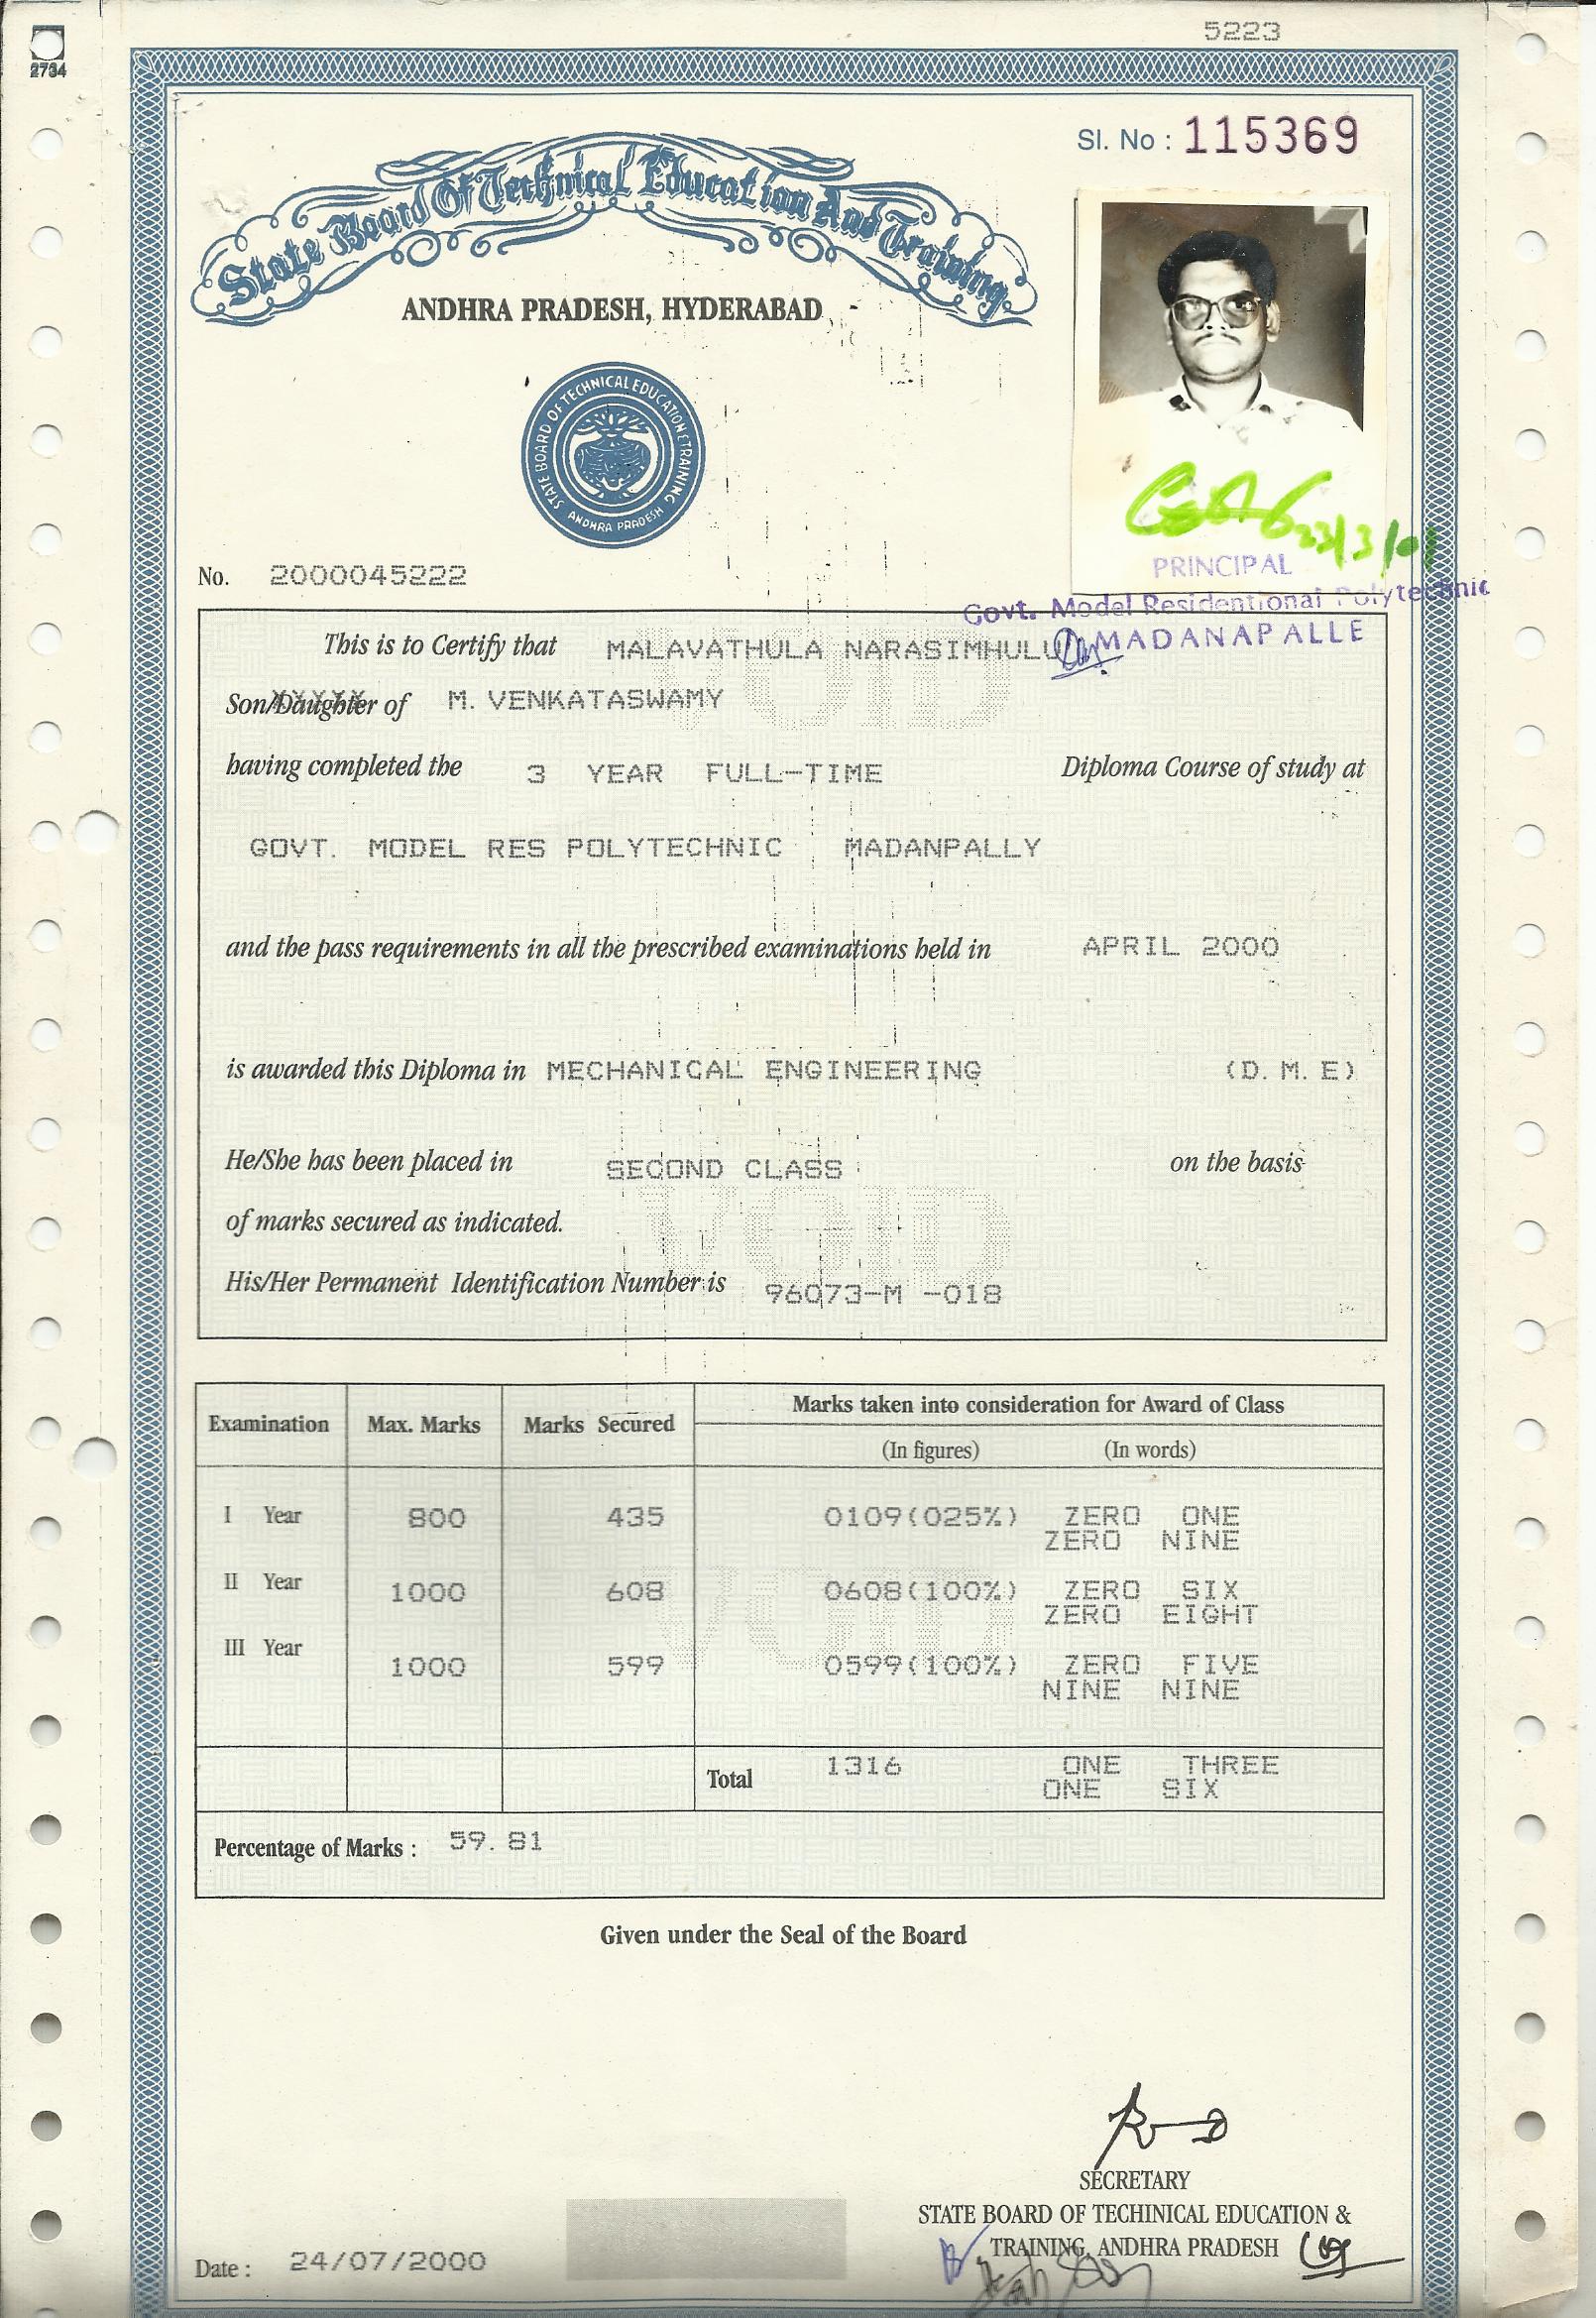 5223
2734
Sl. No : 115369
State Board Of Technical Education And Training,
ANDHRA PRADESH, HYDERABAD
STATE BOARD OF TECHNICAL EDUCATION & TRAINING
ANDHRA PRADESH
23/3/01
PRINCIPAL
Govt. Model Residentional Polytechnic
MADANAPALLE
No. 2000045222
This is to Certify that MALAVATHULA NARASIMHULU
VOID
Son/Daughter of M. VENKATASWAMY
having completed the 3 YEAR FULL-TIME Diploma Course of study at
GOVT. MODEL RES POLYTECHNIC MADANPALLY
and the pass requirements in all the prescribed examinations held in APRIL 2000
is awarded this Diploma in MECHANICAL ENGINEERING (D. M. E)
He/She has been placed in SECOND CLASS on the basis
VOID
of marks secured as indicated.
His/Her Permanent Identification Number is 96073-M -018
Examination Max. Marks Marks Secured Marks taken into consideration for Award of Class
(In figures) (In words)
I Year 800 435 0109(025%) ZERO ONE
ZERO NINE
II Year 1000 608 0608(100%) ZERO SIX
ZERO EIGHT
VOID
III Year 1000 599 0599(100%) ZERO FIVE
NINE NINE
Total 1316 ONE THREE
ONE SIX
Percentage of Marks : 59. 81
Given under the Seal of the Board
SECRETARY
STATE BOARD OF TECHINICAL EDUCATION &
TRAINING, ANDHRA PRADESH
Date : 24/07/2000